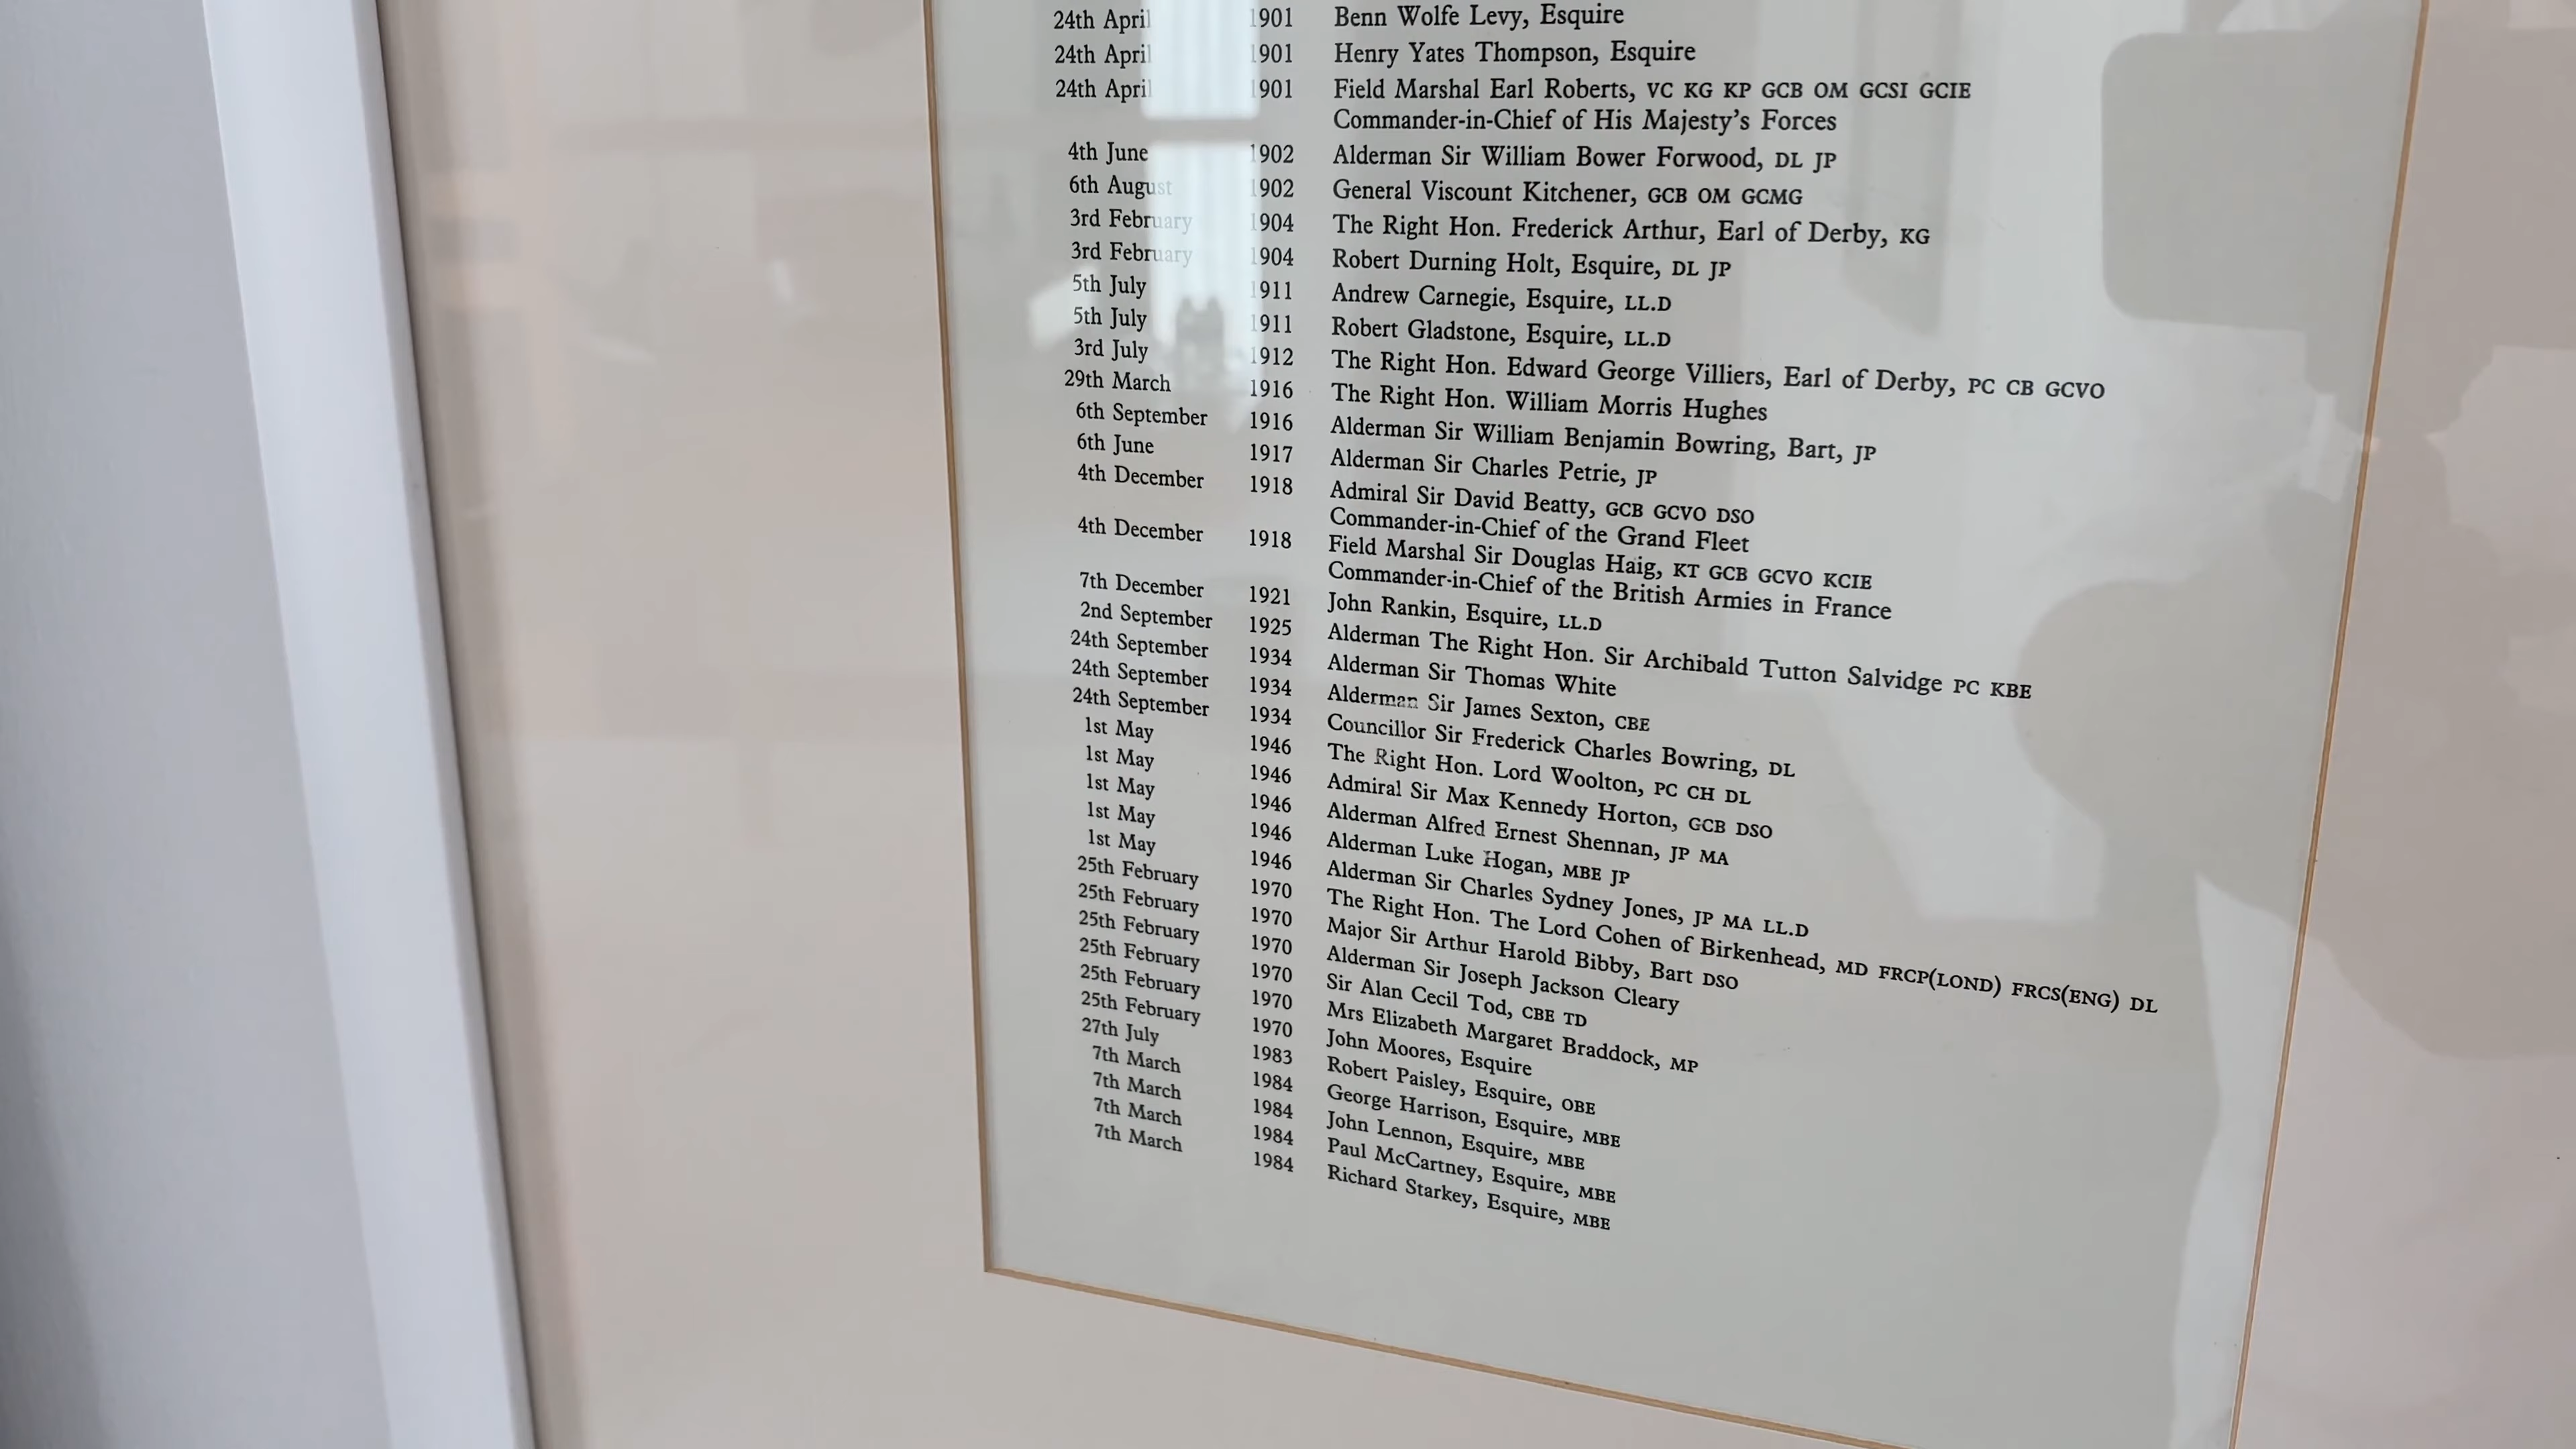 24th April 1901 Benn Wolfe Levy, Esquire
24th April 1901 Henry Yates Thompson, Esquire
24th April 1901 Field Marshal Earl Roberts, VC KG KP GCB OM GCSI GCIE
Commander-in-Chief of His Majesty's Forces
4th June 1902 Alderman Sir William Bower Forwood, DL JP
6th August 1902 General Viscount Kitchener, GCB OM GCMG
3rd February 1904 The Right Hon. Frederick Arthur, Earl of Derby, KG
3rd February 1904 Robert Durning Holt, Esquire, DL JP
5th July 1911 Andrew Carnegie, Esquire, LL.D
5th July 1911 Robert Gladstone, Esquire, LL.D
3rd July 1912 The Right Hon. Edward George Villiers, Earl of Derby, PC CB GCVO
29th March 1916 The Right Hon. William Morris Hughes
6th September 1916 Alderman Sir William Benjamin Bowring, Bart, JP
6th June 1917 Alderman Sir Charles Petrie, JP
4th December 1918 Admiral Sir David Beatty, GCB GCVO DSO
Commander-in-Chief of the Grand Fleet
4th December 1918 Field Marshal Sir Douglas Haig, KT GCB GCVO KCIE
Commander-in-Chief of the British Armies in France
7th December 1921 John Rankin, Esquire, LL.D
2nd September 1925 Alderman The Right Hon. Sir Archibald Tutton Salvidge PC KBE
24th September 1934 Alderman Sir Thomas White
24th September 1934 Alderman Sir James Sexton, CBE
24th September 1934 Councillor Sir Frederick Charles Bowring, DL
1st May 1946 The Right Hon. Lord Woolton, PC CH DL
1st May 1946 Admiral Sir Max Kennedy Horton, GCB DSO
1st May 1946 Alderman Alfred Ernest Shennan, JP MA
1st May 1946 Alderman Luke Hogan, MBE JP
1st May 1946 Alderman Sir Charles Sydney Jones, JP MA LL.D
25th February 1970 The Right Hon. The Lord Cohen of Birkenhead, MD FRCP(LOND) FRCS(ENG) DL
25th February 1970 Major Sir Arthur Harold Bibby, Bart DSO
25th February 1970 Alderman Sir Joseph Jackson Cleary
25th February 1970 Sir Alan Cecil Tod, CBE TD
25th February 1970 Mrs Elizabeth Margaret Braddock, MP
25th February 1970 John Moores, Esquire
27th July 1983 Robert Paisley, Esquire, OBE
7th March 1984 George Harrison, Esquire, MBE
7th March 1984 John Lennon, Esquire, MBE
7th March 1984 Paul McCartney, Esquire, MBE
7th March 1984 Richard Starkey, Esquire, MBE